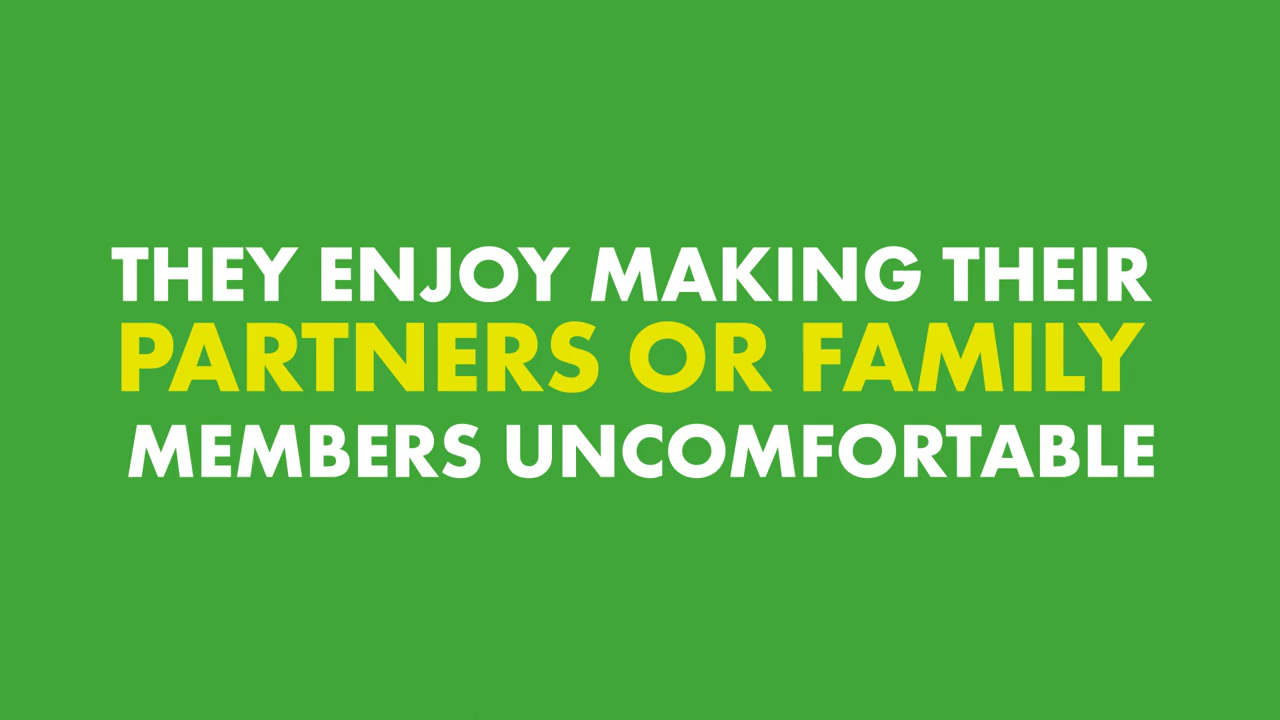 THEY ENJOY MAKING THEIR
PARTNERS OR FAMILY
MEMBERS UNCOMFORTABLE